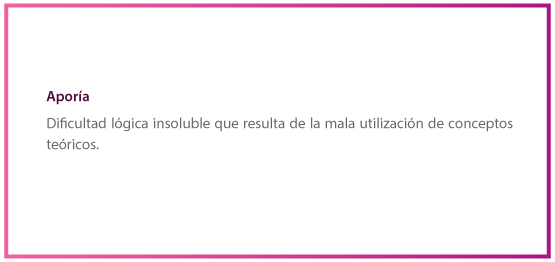 Aporía
Dificultad lógica insoluble que resulta de la mala utilización de conceptos
teóricos.